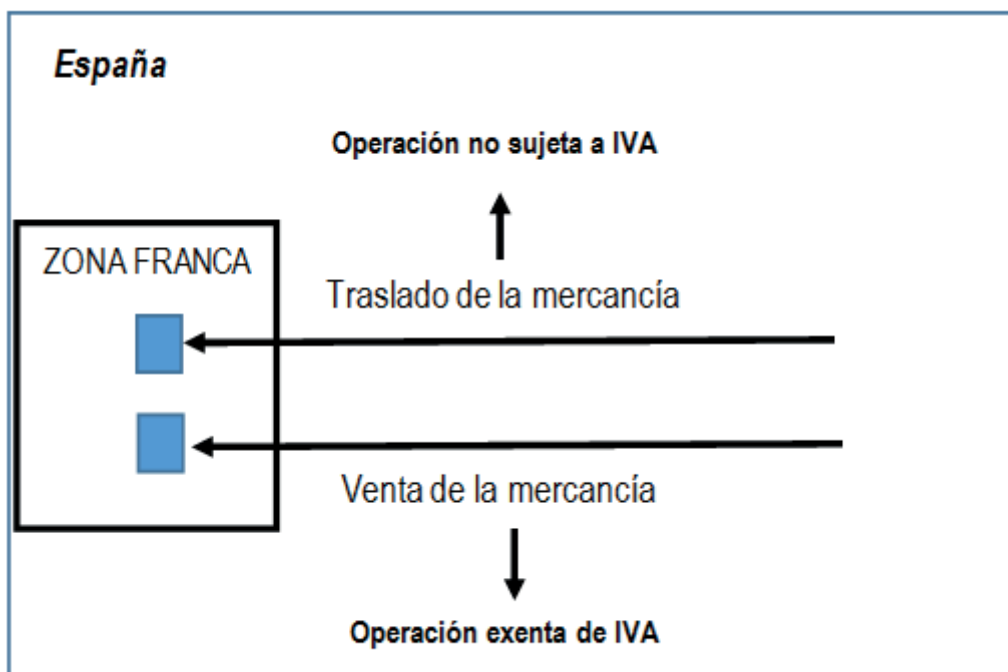 España
Operación no sujeta a IVA
ZONA FRANCA
Traslado de la mercancía
Venta de la mercancía
Operación exenta de IVA